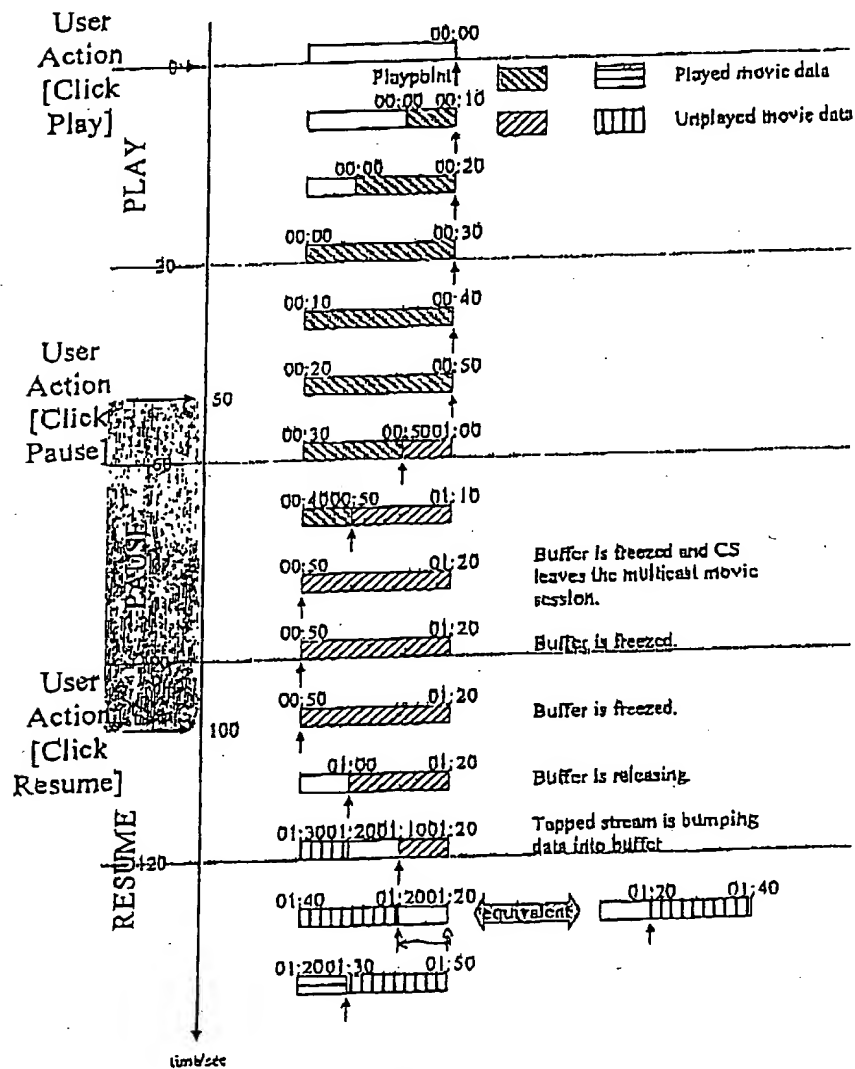 User
Action
[Click
Play]
00:00
0
Playpoint
Played movie data
00:00 00:10
Unplayed movie data
PLAY
00:00 00:20
00:00 00:30
30
00:10 00:40
User
Action
[Click
Pause]
00:20 00:50
50
00:30 00:50 01:00
60
PAUSE
00:40 00:50 01:10
00:50 01:20
Buffer is freezed and CS
leaves the multicast movie
session.
00:50 01:20
Buffer is freezed.
90
User
Action
[Click
Resume]
00:50 01:20
Buffer is freezed.
100
01:00 01:20
Buffer is releasing.
RESUME
01:30 01:20 01:10 01:20
Tapped stream is bumping
data into buffer
120
01:40 01:20 01:20
equivalent
01:20 01:40
01:20 01:30 01:50
time/sec